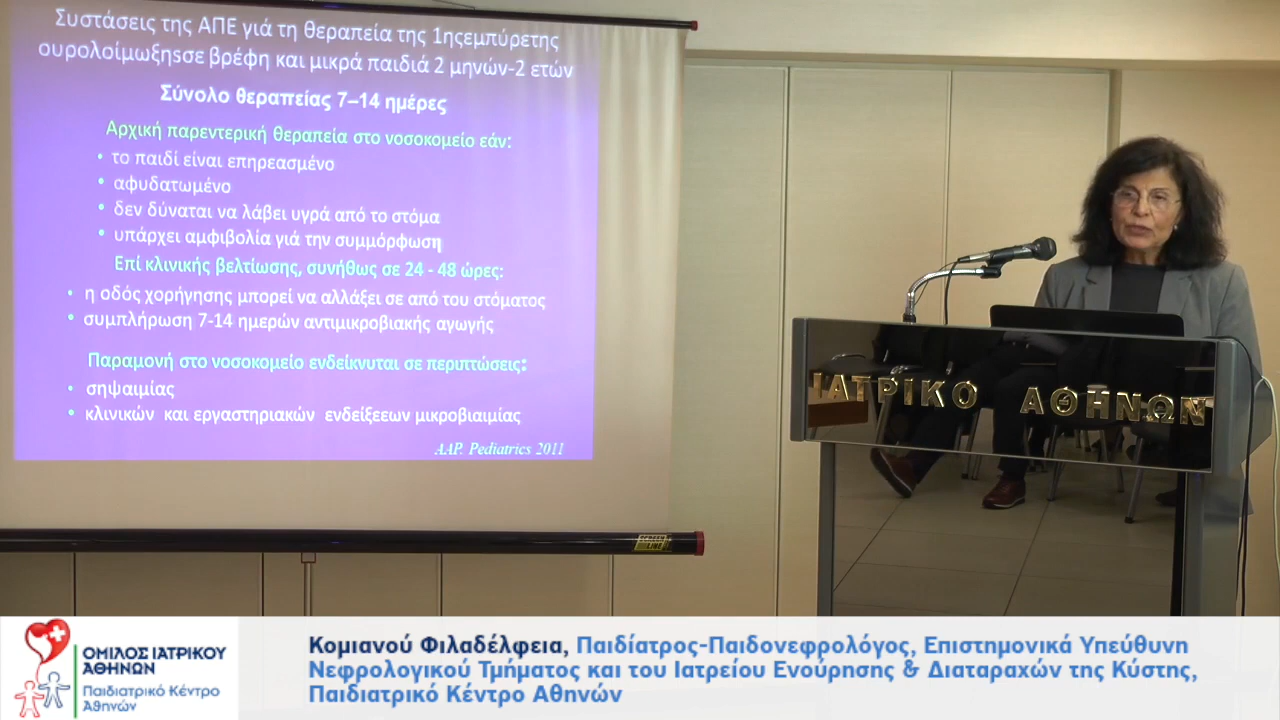 Συστάσεις της ΑΠΕ γιά τη θεραπεία της 1ηςεμπύρετης
ουρολοίμωξηsσε βρέφη και μικρά παιδιά 2 μηνών-2 ετών
Σύνολο θεραπείας 7–14 ημέρες
Αρχική παρεντερική θεραπεία στο νοσοκομείο εάν:
• το παιδί είναι επηρεασμένο
• αφυδατωμένο
• δεν δύναται να λάβει υγρά από το στόμα
• υπάρχει αμφιβολία γιά την συμμόρφωση
Επί κλινικής βελτίωσης, συνήθως σε 24 - 48 ώρες:
• η οδός χορήγησης μπορεί να αλλάξει σε από του στόματος
• συμπλήρωση 7-14 ημερών αντιμικροβιακής αγωγής
Παραμονή στο νοσοκομείο ενδείκνυται σε περιπτώσεις:
• σηψαιμίας
• κλινικών και εργαστηριακών ενδείξεεων μικροβιαιμίας
AAP. Pediatrics 2011
SCREEN LINE
ΙΑΤΡΙΚΟ ΑΘΗΝΩΝ
ΟΜΙΛΟΣ ΙΑΤΡΙΚΟΥ
ΑΘΗΝΩΝ
Παιδιατρικό Κέντρο
Αθηνών
Κομιανού Φιλαδέλφεια, Παιδίατρος-Παιδονεφρολόγος, Επιστημονικά Υπεύθυνη
Νεφρολογικού Τμήματος και του Ιατρείου Ενούρησης & Διαταραχών της Κύστης,
Παιδιατρικό Κέντρο Αθηνών